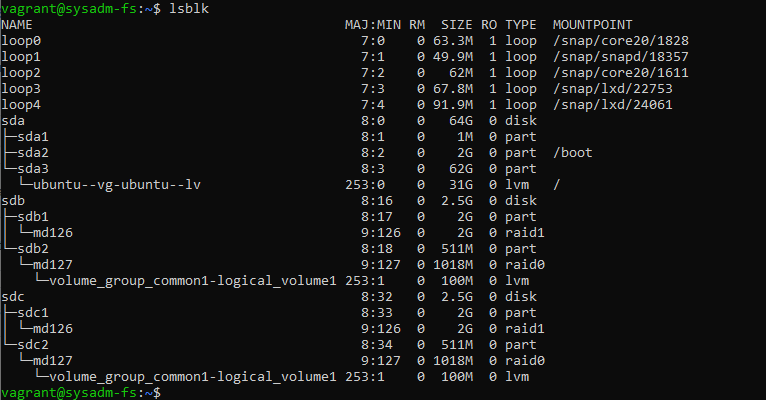 vagrant@sysadm-fs:~$ lsblk
NAME                                      MAJ:MIN RM  SIZE RO TYPE  MOUNTPOINT
loop0                                       7:0    0 63.3M  1 loop  /snap/core20/1828
loop1                                       7:1    0 49.9M  1 loop  /snap/snapd/18357
loop2                                       7:2    0   62M  1 loop  /snap/core20/1611
loop3                                       7:3    0 67.8M  1 loop  /snap/lxd/22753
loop4                                       7:4    0 91.9M  1 loop  /snap/lxd/24061
sda                                         8:0    0   64G  0 disk
├─sda1                                      8:1    0    1M  0 part
├─sda2                                      8:2    0    2G  0 part  /boot
└─sda3                                      8:3    0   62G  0 part
  └─ubuntu--vg-ubuntu--lv                 253:0    0   31G  0 lvm   /
sdb                                         8:16   0  2.5G  0 disk
├─sdb1                                      8:17   0    2G  0 part
│ └─md126                                   9:126  0    2G  0 raid1
└─sdb2                                      8:18   0  511M  0 part
  └─md127                                   9:127  0 1018M  0 raid0
    └─volume_group_common1-logical_volume1 253:1    0  100M  0 lvm
sdc                                         8:32   0  2.5G  0 disk
├─sdc1                                      8:33   0    2G  0 part
│ └─md126                                   9:126  0    2G  0 raid1
└─sdc2                                      8:34   0  511M  0 part
  └─md127                                   9:127  0 1018M  0 raid0
    └─volume_group_common1-logical_volume1 253:1    0  100M  0 lvm
vagrant@sysadm-fs:~$